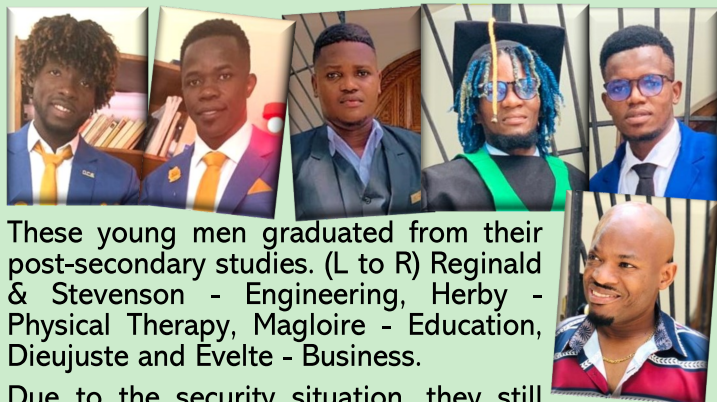 These young men graduated from their
post-secondary studies. (L to R) Reginald
& Stevenson - Engineering, Herby -
Physical Therapy, Magloire - Education,
Dieujuste and Evelte - Business.
Due to the security situation, they still